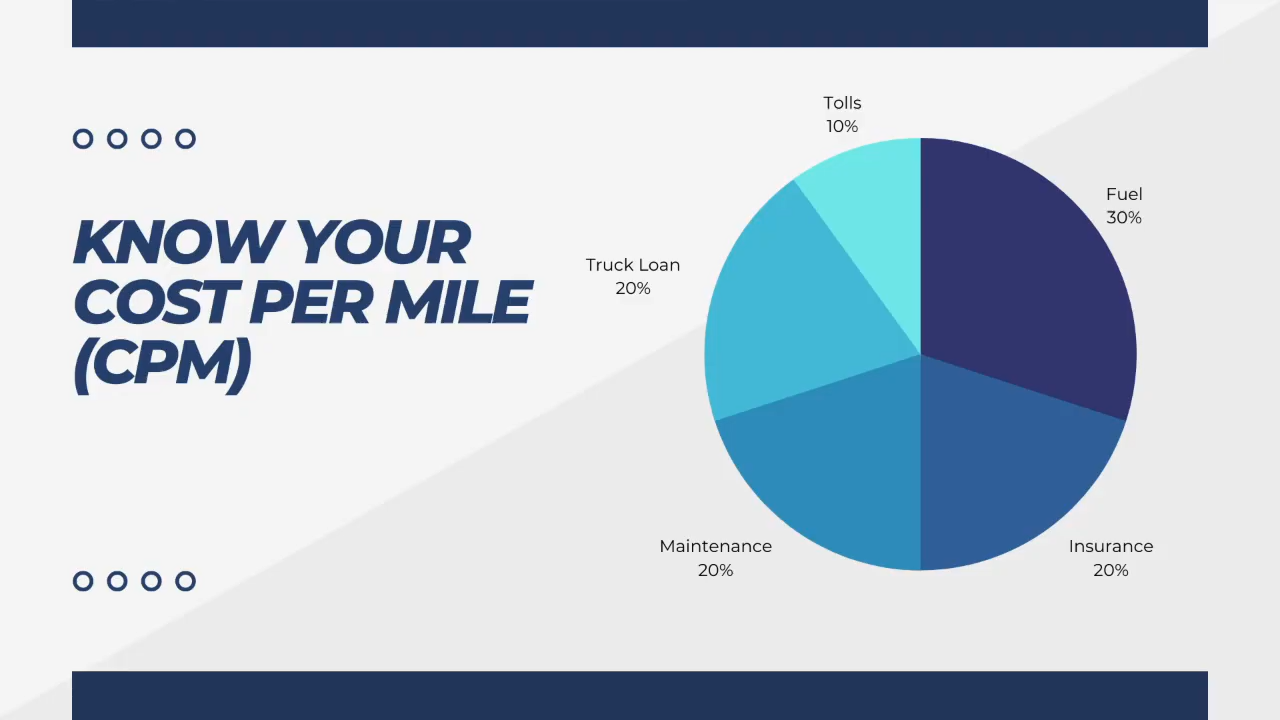 KNOW YOUR
COST PER MILE
(CPM)
Tolls
10%
Fuel
30%
Truck Loan
20%
Maintenance
20%
Insurance
20%